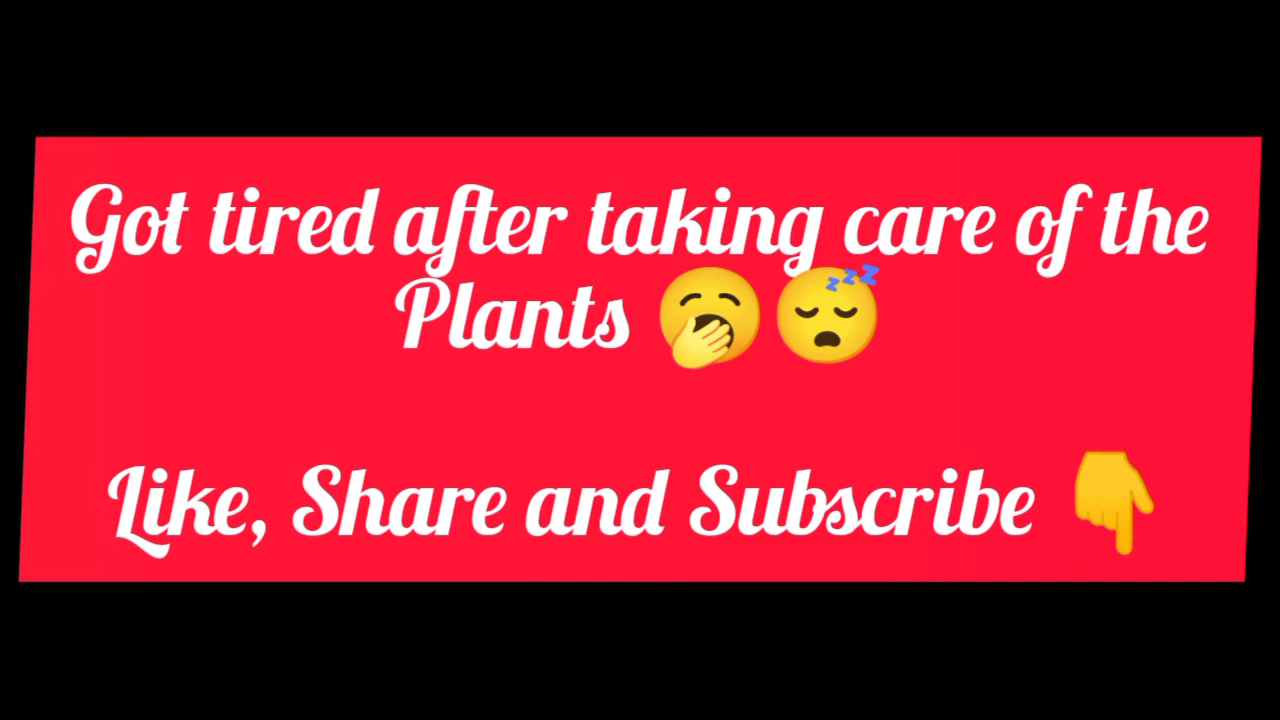 Got tired after taking care of the
Plants 🥱😴
Like, Share and Subscribe 👇